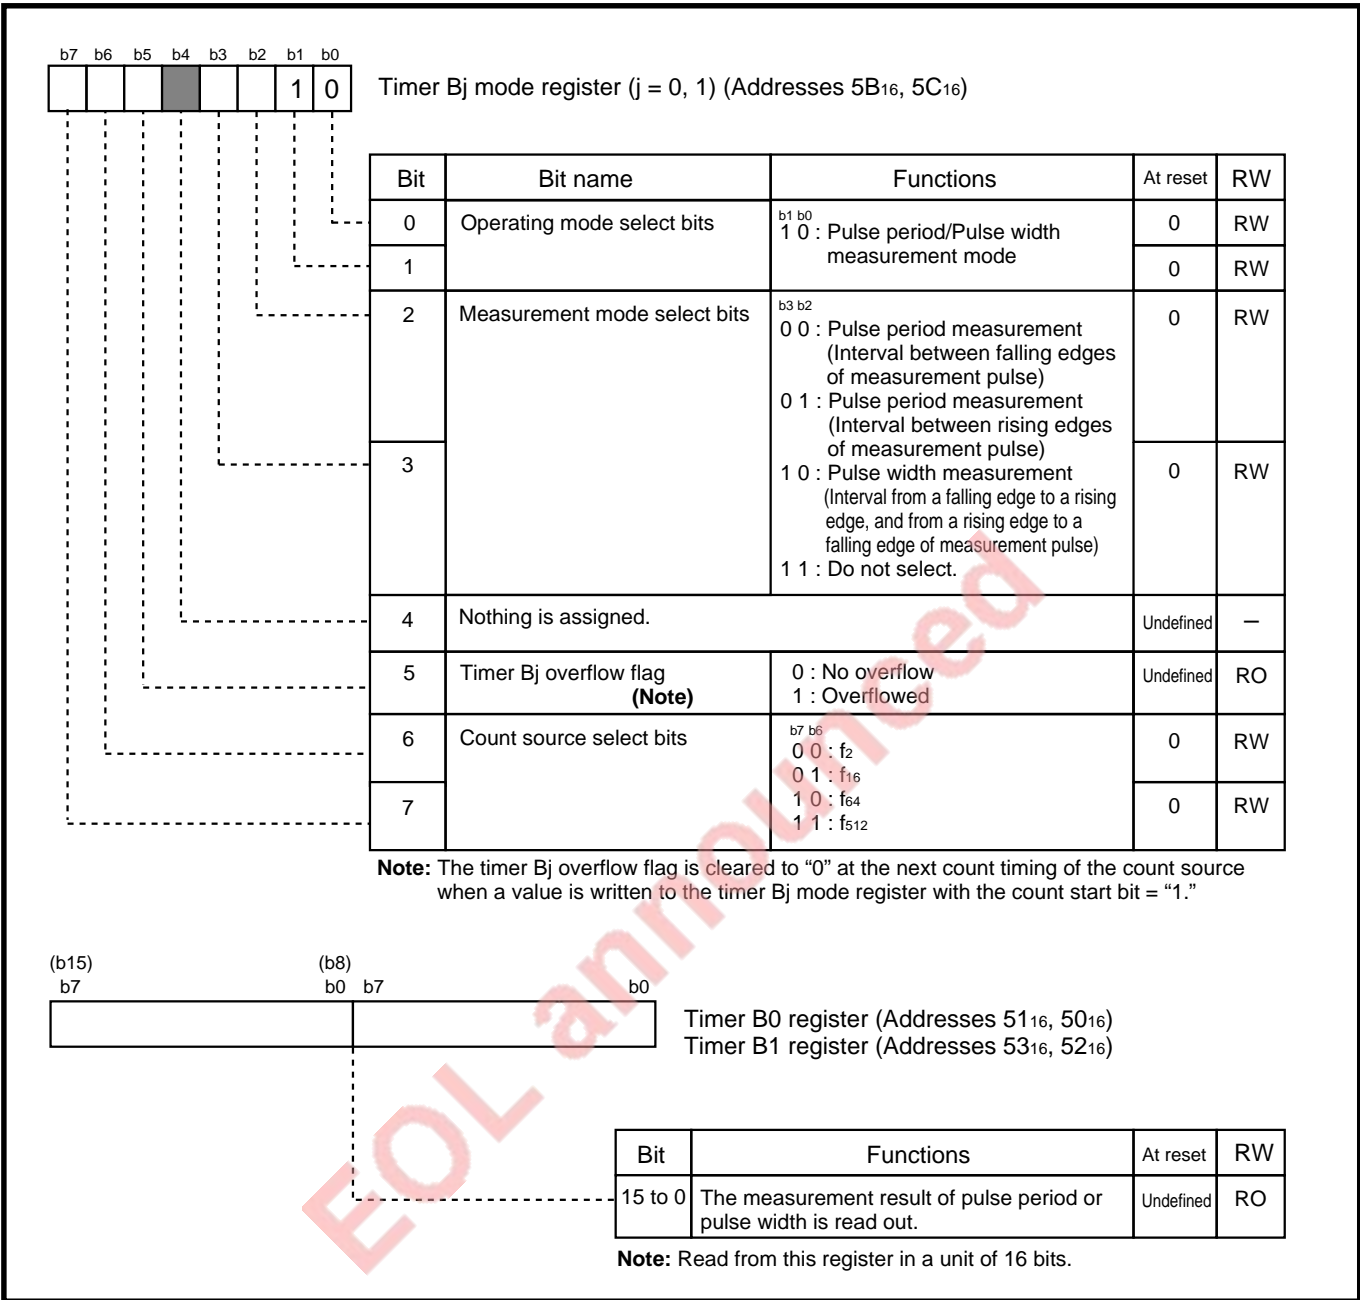 b7 b6 b5 b4 b3 b2 b1 b0
1 0
Timer Bj mode register (j = 0, 1) (Addresses 5B16, 5C16)
Bit Bit name Functions At reset RW
0 Operating mode select bits b1 b0 0 RW
1 0 : Pulse period/Pulse width
measurement mode
1 0 RW
2 Measurement mode select bits b3 b2 0 RW
0 0 : Pulse period measurement
(Interval between falling edges
of measurement pulse)
0 1 : Pulse period measurement
(Interval between rising edges
of measurement pulse)
3 0 RW
1 0 : Pulse width measurement
(Interval from a falling edge to a rising
edge, and from a rising edge to a
falling edge of measurement pulse)
1 1 : Do not select.
4 Nothing is assigned. Undefined –
5 Timer Bj overflow flag 0 : No overflow Undefined RO
(Note) 1 : Overflowed
6 Count source select bits b7 b6 0 RW
0 0 : f2
0 1 : f16
7 1 0 : f64 0 RW
1 1 : f512
Note: The timer Bj overflow flag is cleared to “0” at the next count timing of the count source
when a value is written to the timer Bj mode register with the count start bit = “1.”
(b15) (b8)
b7 b0 b7 b0
Timer B0 register (Addresses 5116, 5016)
Timer B1 register (Addresses 5316, 5216)
Bit Functions At reset RW
15 to 0 The measurement result of pulse period or Undefined RO
pulse width is read out.
Note: Read from this register in a unit of 16 bits.
EOL announced